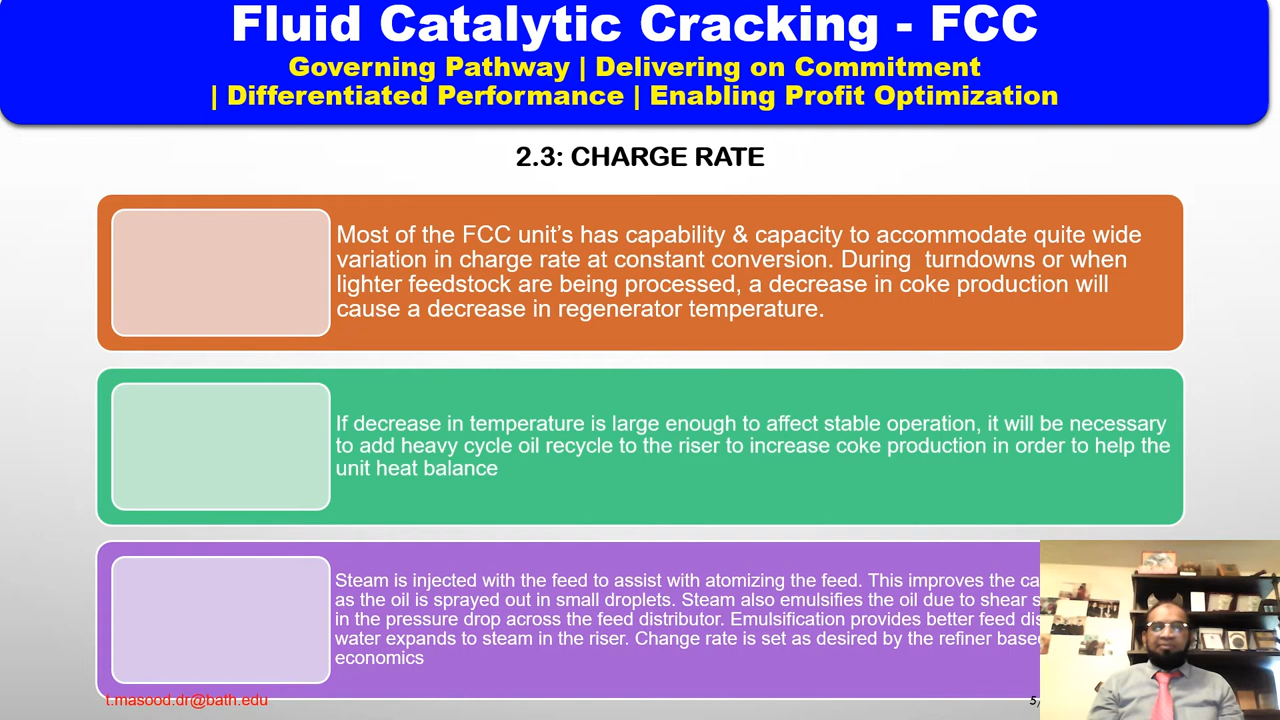 Fluid Catalytic Cracking - FCC
Governing Pathway | Delivering on Commitment
| Differentiated Performance | Enabling Profit Optimization
2.3: CHARGE RATE
Most of the FCC unit's has capability & capacity to accommodate quite wide
variation in charge rate at constant conversion. During turndowns or when
lighter feedstock are being processed, a decrease in coke production will
cause a decrease in regenerator temperature.
If decrease in temperature is large enough to affect stable operation, it will be necessary
to add heavy cycle oil recycle to the riser to increase coke production in order to help the
unit heat balance
Steam is injected with the feed to assist with atomizing the feed. This improves the
as the oil is sprayed out in small droplets. Steam also emulsifies the oil due to shear
in the pressure drop across the feed distributor. Emulsification provides better feed
water expands to steam in the riser. Change rate is set as desired by the refiner
economics
t.masood.dr@bath.edu